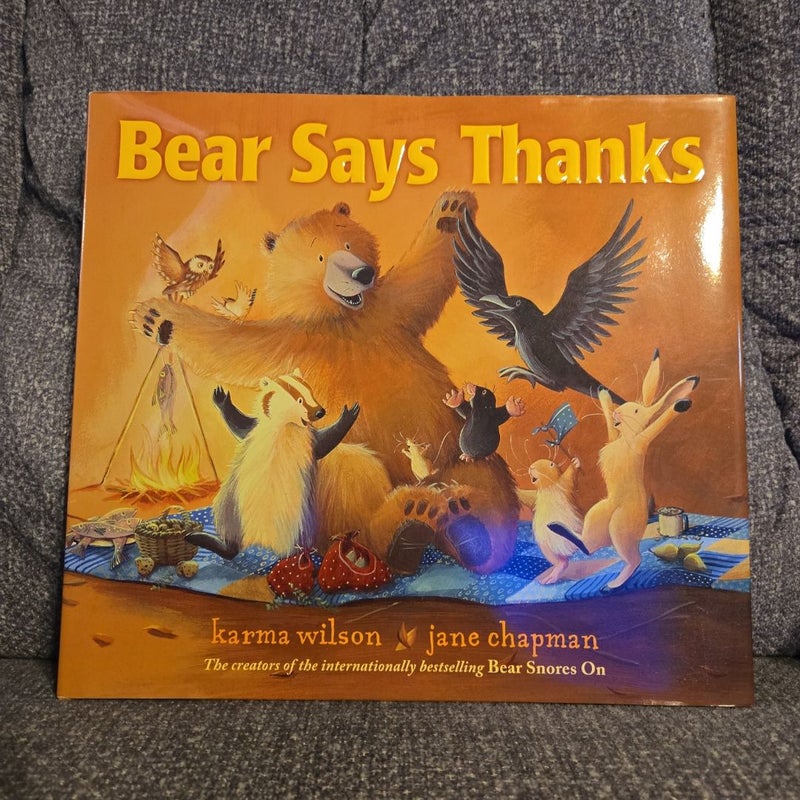 Bear Says Thanks
karma wilson jane chapman
The creators of the internationally bestselling Bear Snores On